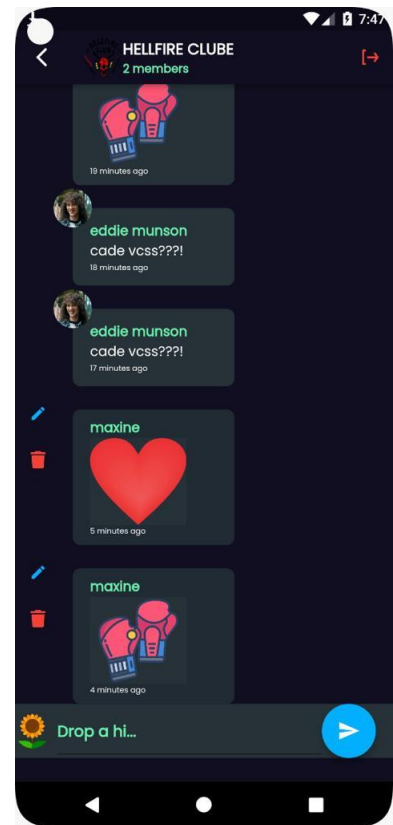 7:47
HELLFIRE CLUBE
2 members
19 minutes ago
eddie munson
cade vcss???!
18 minutes ago
eddie munson
cade vcss???!
17 minutes ago
maxine
5 minutes ago
maxine
4 minutes ago
Drop a hi...